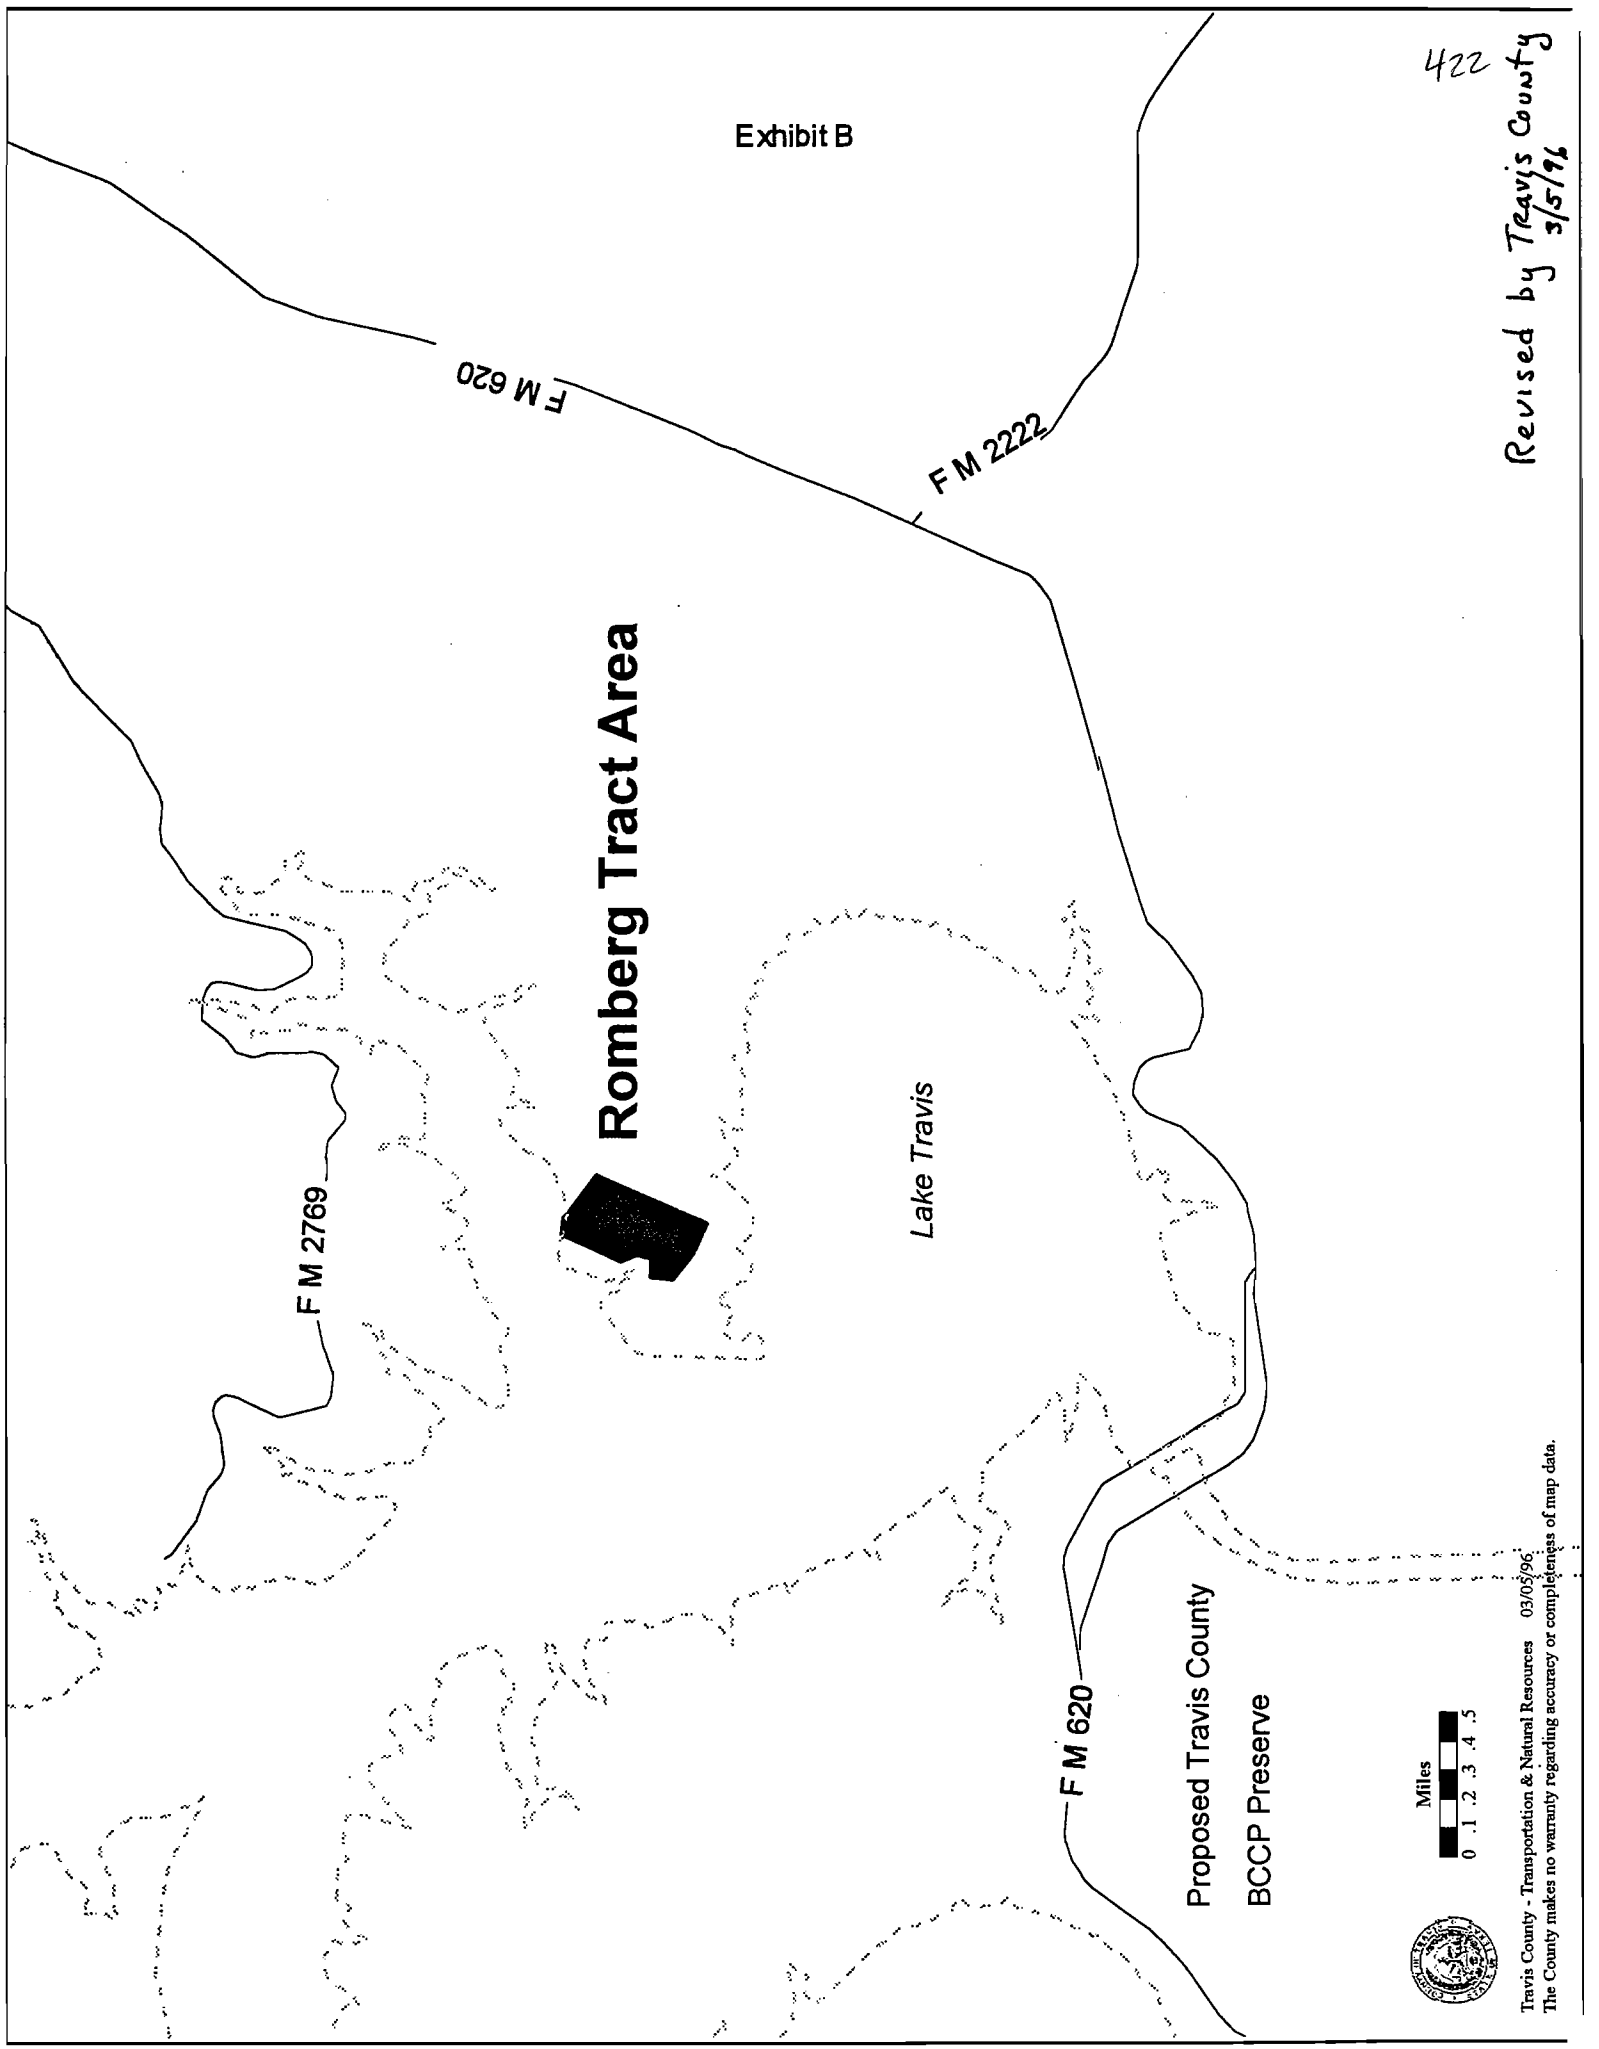 Exhibit B
422
Revised by Travis County
3/5/96
F M 620
F M 2222
Romberg Tract Area
F M 2769
Lake Travis
F M 620
Proposed Travis County
BCCP Preserve
Miles
0 .1 .2 .3 .4 .5
Travis County - Transportation & Natural Resources 03/05/96
The County makes no warranty regarding accuracy or completeness of map data.